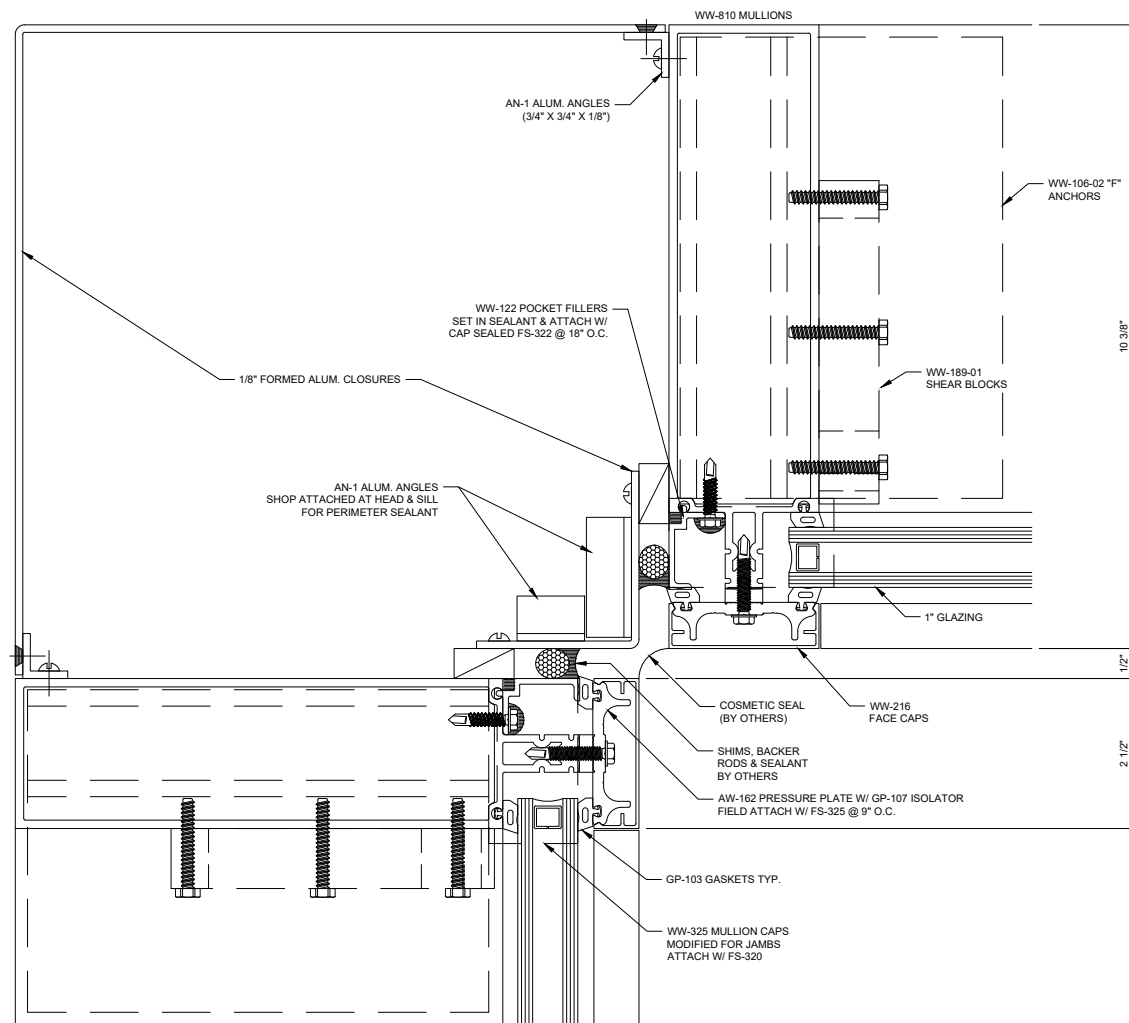 WW-810 MULLIONS
AN-1 ALUM. ANGLES
(3/4" X 3/4" X 1/8")
WW-106-02 "F"
ANCHORS
WW-122 POCKET FILLERS
SET IN SEALANT & ATTACH W/
CAP SEALED FS-322 @ 18" O.C.
10 3/8"
1/8" FORMED ALUM. CLOSURES
WW-189-01
SHEAR BLOCKS
AN-1 ALUM. ANGLES
SHOP ATTACHED AT HEAD & SILL
FOR PERIMETER SEALANT
1" GLAZING
1/2"
COSMETIC SEAL
(BY OTHERS)
WW-216
FACE CAPS
SHIMS, BACKER
RODS & SEALANT
BY OTHERS
2 1/2"
AW-162 PRESSURE PLATE W/ GP-107 ISOLATOR
FIELD ATTACH W/ FS-325 @ 9" O.C.
GP-103 GASKETS TYP.
WW-325 MULLION CAPS
MODIFIED FOR JAMBS
ATTACH W/ FS-320